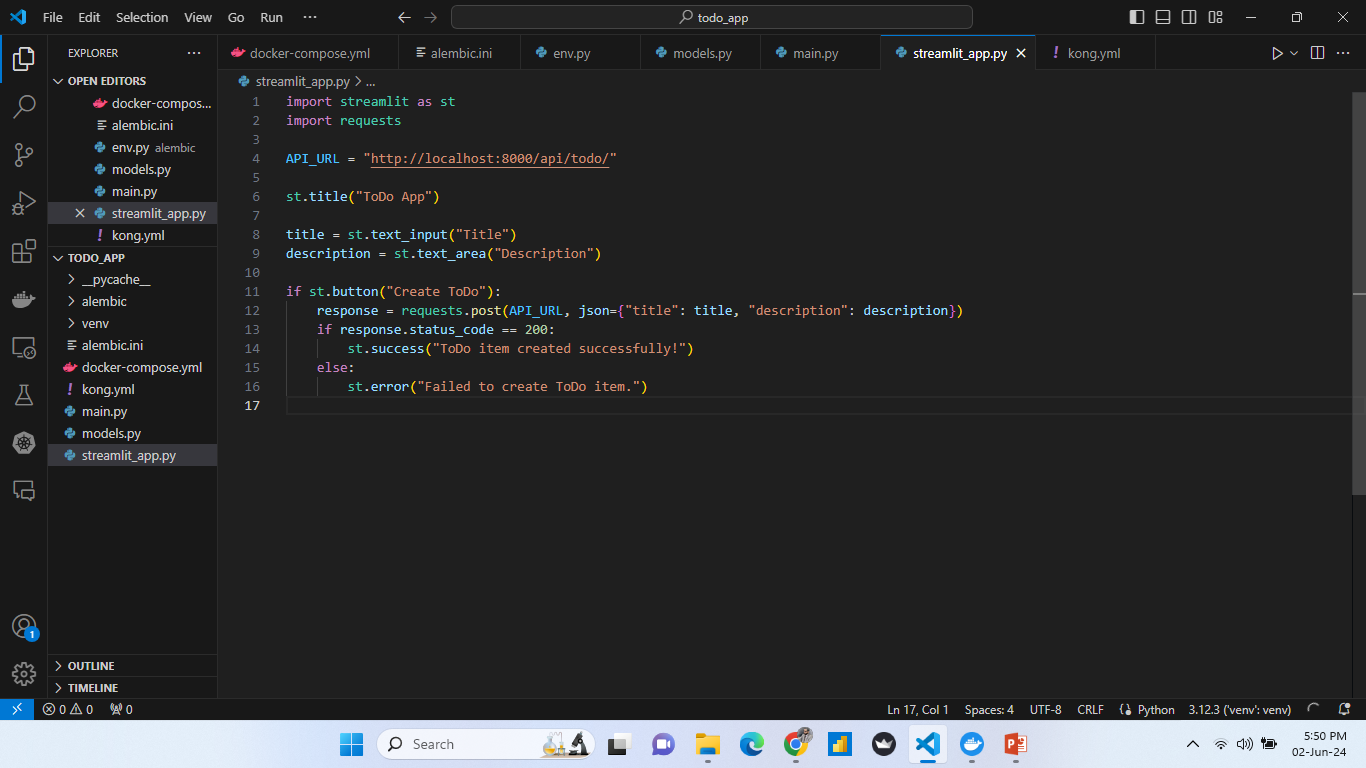 File Edit Selection View Go Run ··· todo_app
EXPLORER ···
OPEN EDITORS
docker-compos...
alembic.ini
env.py alembic
models.py
main.py
streamlit_app.py
! kong.yml
TODO_APP
__pycache__
alembic
venv
alembic.ini
docker-compose.yml
! kong.yml
main.py
models.py
streamlit_app.py
OUTLINE
TIMELINE
docker-compose.yml alembic.ini env.py models.py main.py streamlit_app.py ! kong.yml
streamlit_app.py > ...
1 import streamlit as st
2 import requests
3
4 API_URL = "http://localhost:8000/api/todo/"
5
6 st.title("ToDo App")
7
8 title = st.text_input("Title")
9 description = st.text_area("Description")
10
11 if st.button("Create ToDo"):
12 response = requests.post(API_URL, json={"title": title, "description": description})
13 if response.status_code == 200:
14 st.success("ToDo item created successfully!")
15 else:
16 st.error("Failed to create ToDo item.")
17
1
0 0 0 Ln 17, Col 1 Spaces: 4 UTF-8 CRLF Python 3.12.3 ('venv': venv)
Search
5:50 PM
02-Jun-24